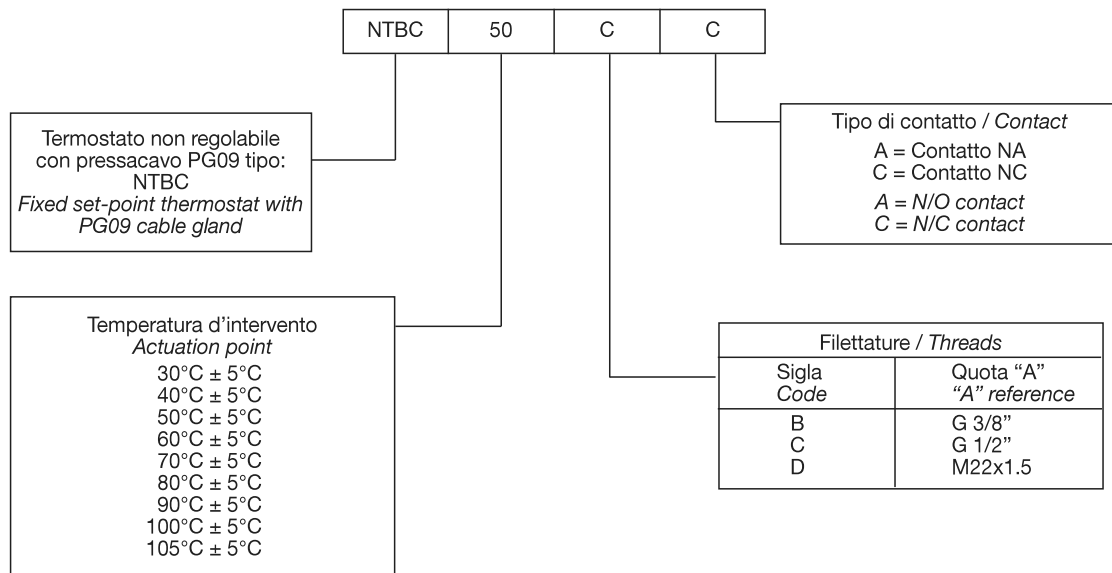 NTBC 50 C C
Termostato non regolabile
con pressacavo PG09 tipo:
NTBC
Fixed set-point thermostat with
PG09 cable gland
Tipo di contatto / Contact
A = Contatto NA
C = Contatto NC
A = N/O contact
C = N/C contact
Temperatura d’intervento
Actuation point
30°C ± 5°C
40°C ± 5°C
50°C ± 5°C
60°C ± 5°C
70°C ± 5°C
80°C ± 5°C
90°C ± 5°C
100°C ± 5°C
105°C ± 5°C
Filettature / Threads
Sigla Quota “A”
Code “A” reference
B G 3/8”
C G 1/2”
D M22x1.5